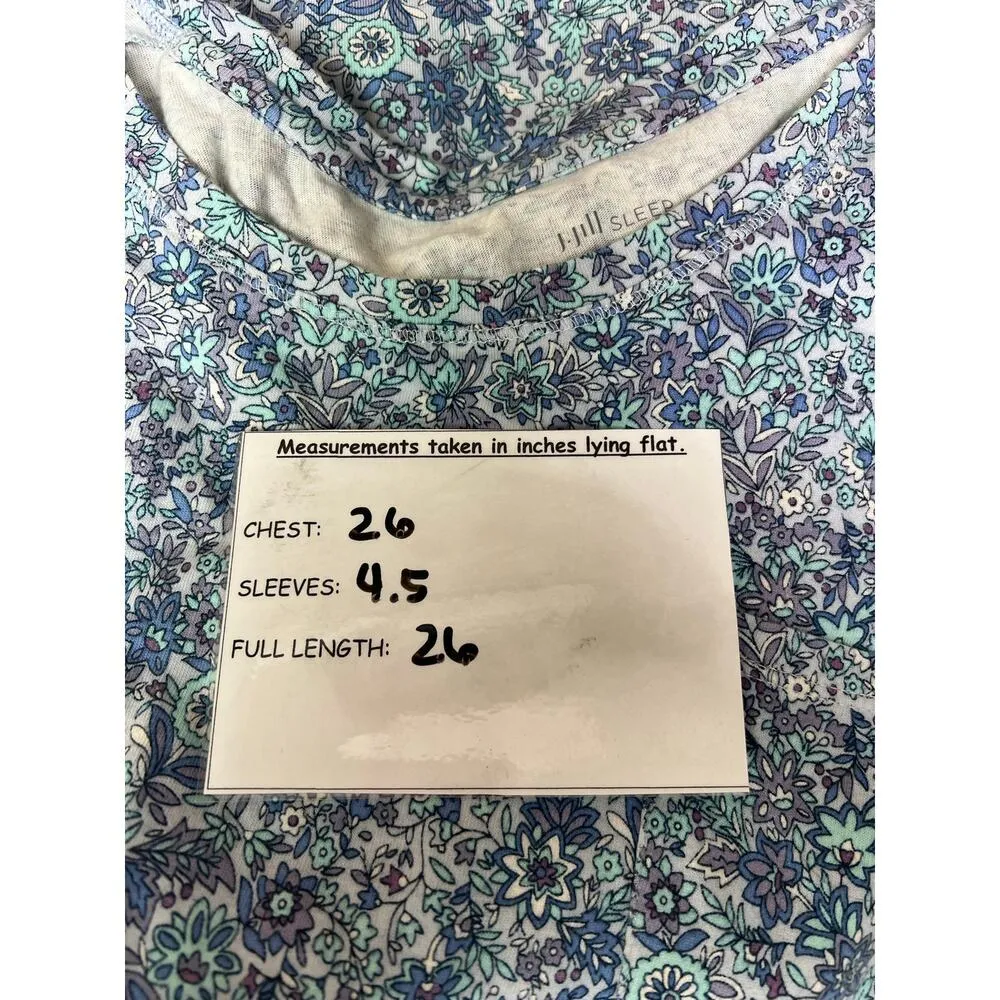 J.Jill SLEEP
Measurements taken in inches lying flat.
CHEST: 26
SLEEVES: 4.5
FULL LENGTH: 26